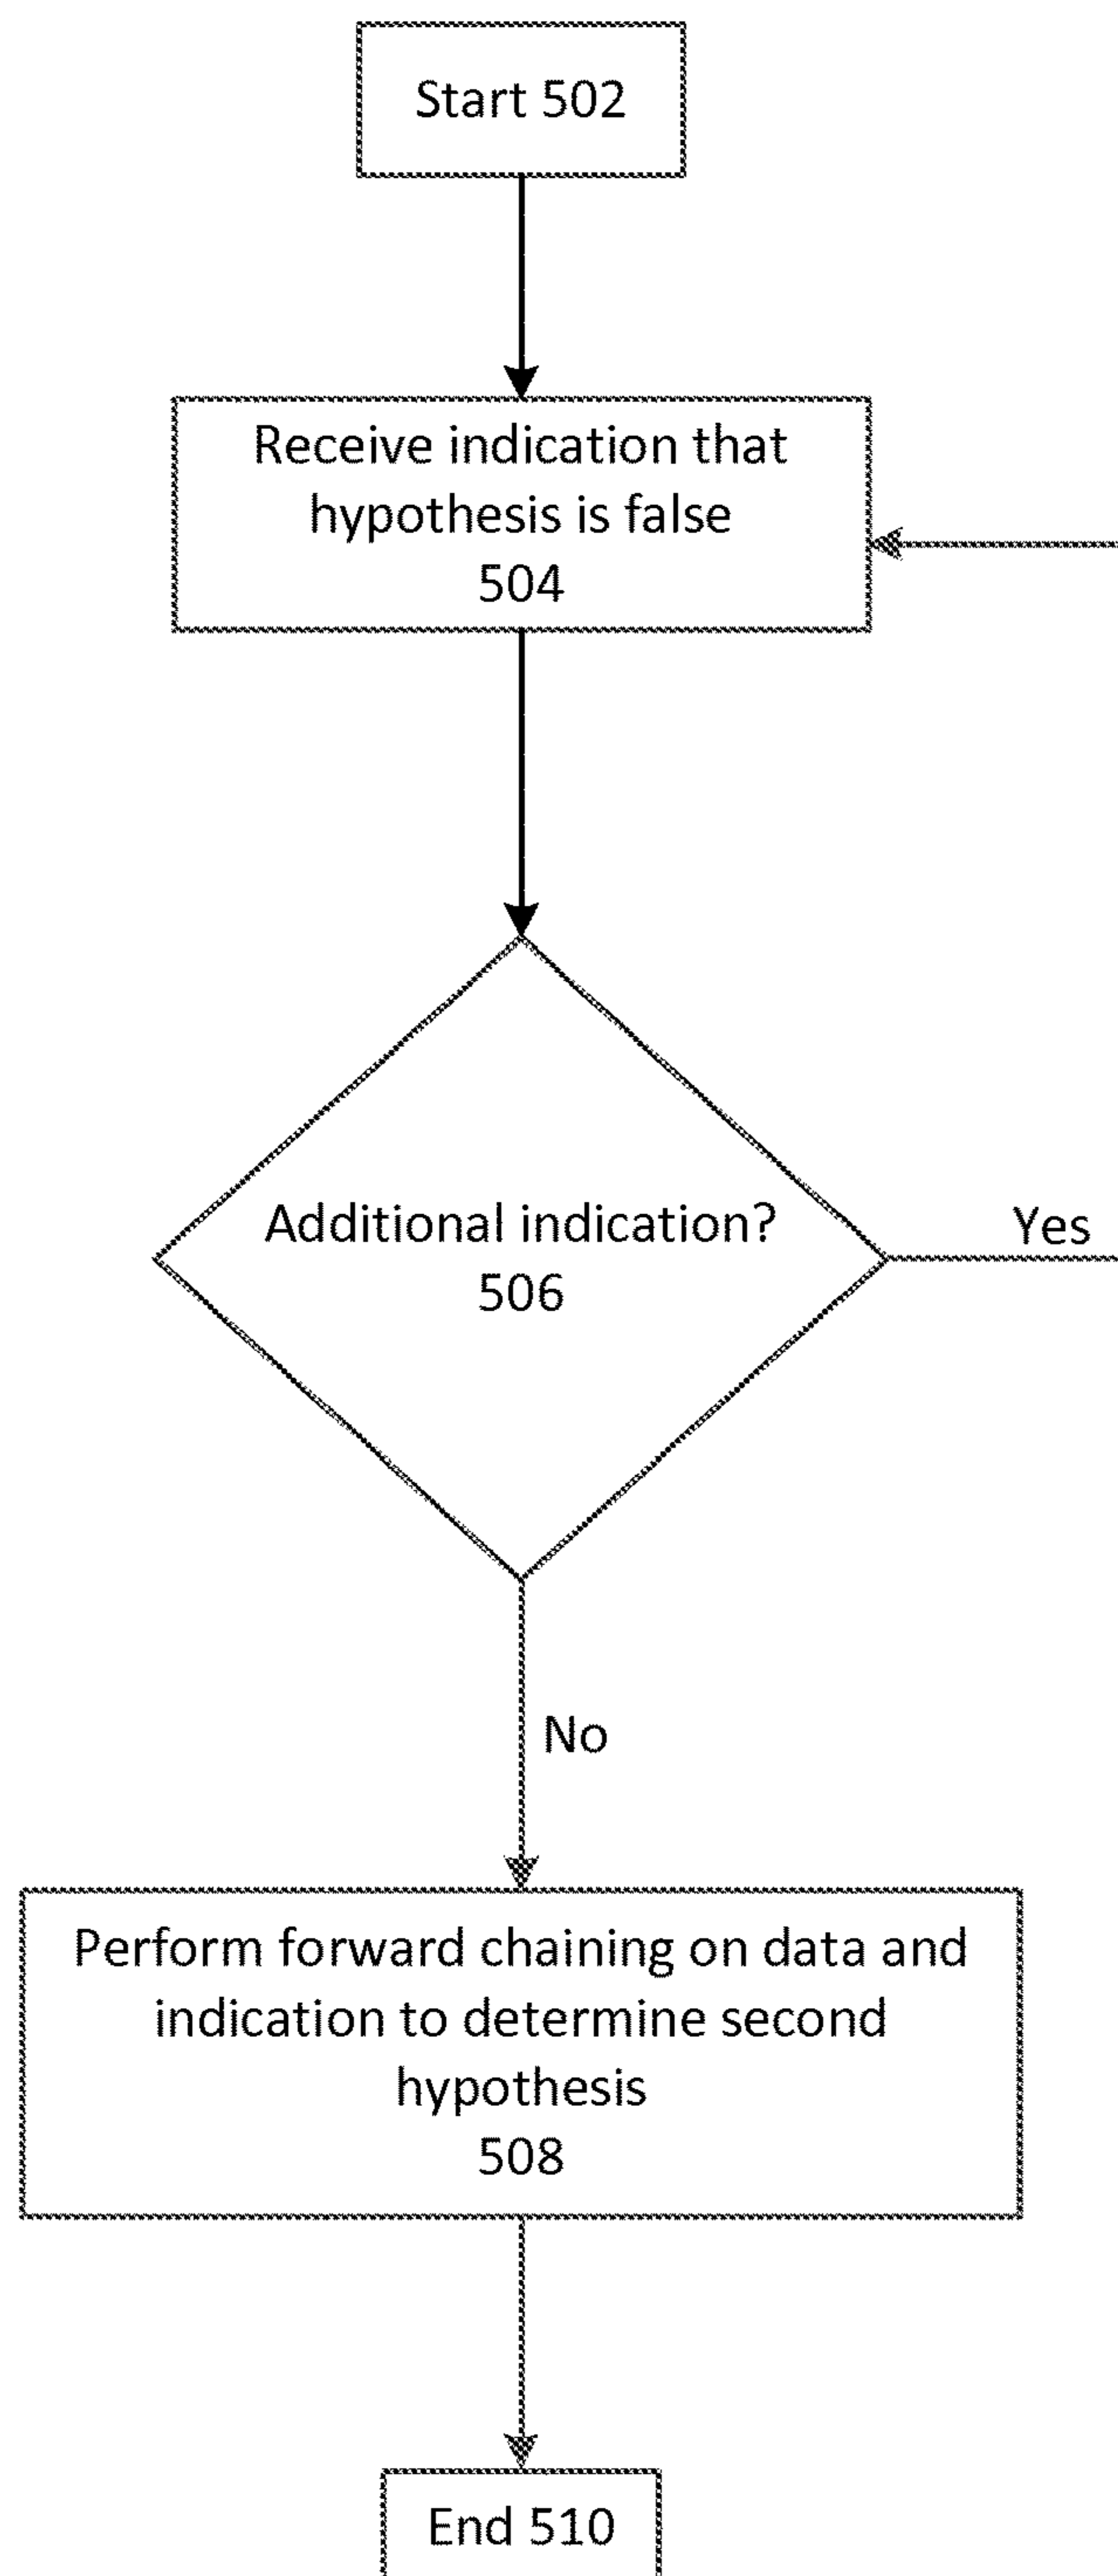 Start 502
Receive indication that
hypothesis is false
504
Additional indication?
506
Yes
No
Perform forward chaining on data and
indication to determine second
hypothesis
508
End 510